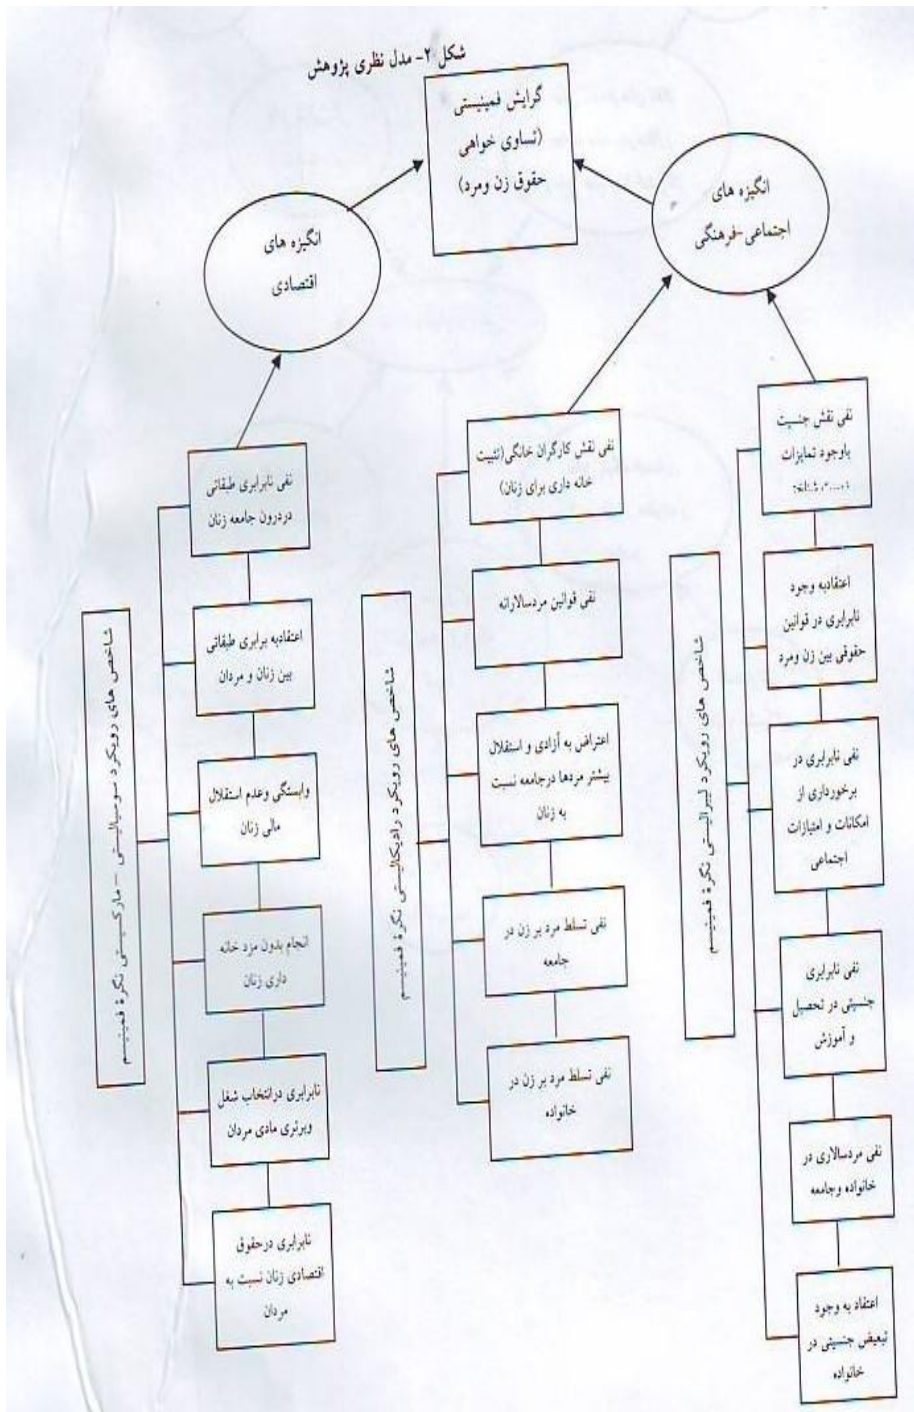 شکل ۲- مدل نظری پژوهش
گرایش فمینیستی
(تساوی خواهی
حقوق زن ومرد)
انگیزه های
اجتماعی-فرهنگی
انگیزه های
اقتصادی
نفی نقش جنسیت
باوجود تمایزات
نفی نقش کارگران خانگی(تثبیت
خانه داری برای زنان)
نفی نابرابری طبقاتی
دردرون جامعه زنان
شاخص های رویکرد لیبرالیستی نگرهٔ فمینیسم
اعتقادبه وجود
نابرابری در قوانین
حقوقی بین زن ومرد
نفی نابرابری در
برخورداری از
امکانات و امتیازات
اجتماعی
نفی نابرابری
جنسیتی در تحصیل
و آموزش
نفی مردسالاری در
خانواده وجامعه
اعتقاد به وجود
تبعیض جنسیتی در
خانواده
شاخص های رویکرد رادیکالیستی نگرهٔ فمینیسم
نفی قوانین مردسالارانه
اعتراض به آزادی و استقلال
بیشتر مردها درجامعه نسبت
به زنان
نفی تسلط مرد بر زن در
جامعه
نفی تسلط مرد بر زن در
خانواده
شاخص های رویکرد سوسیالیستی – مارکسیستی نگرهٔ فمینیسم
اعتقادبه برابری طبقاتی
بین زنان و مردان
وابستگی وعدم استقلال
مالی زنان
انجام بدون مزد خانه
داری زنان
نابرابری درانتخاب شغل
وبرتری مادی مردان
نابرابری درحقوق
اقتصادی زنان نسبت به
مردان